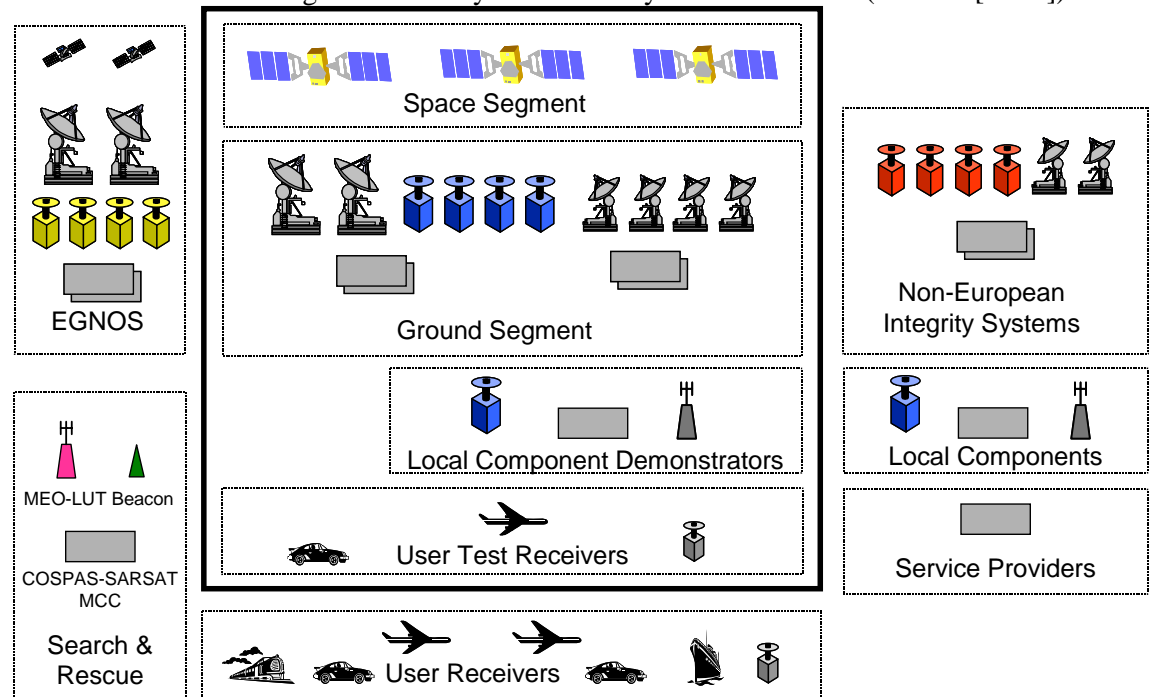 Space Segment
Ground Segment
EGNOS
Non-European
Integrity Systems
Local Component Demonstrators
Local Components
MEO-LUT Beacon
User Test Receivers
Service Providers
COSPAS-SARSAT
MCC
Search &
Rescue
User Receivers